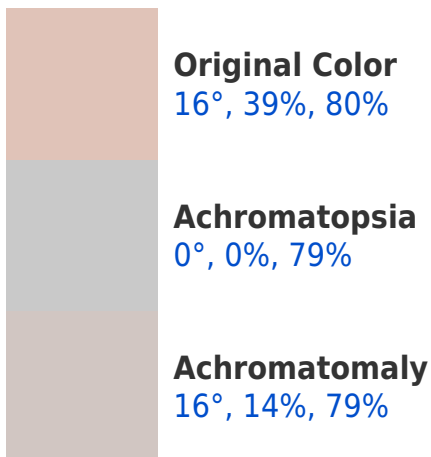 Original Color
16°, 39%, 80%
Achromatopsia
0°, 0%, 79%
Achromatomaly
16°, 14%, 79%